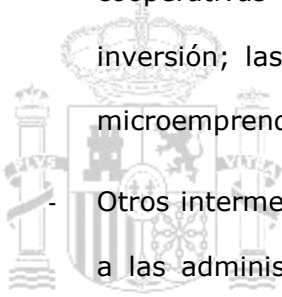 cooperativas
inversión; las
microemprend
- Otros interme
a las adminis
PLVS VLTRA